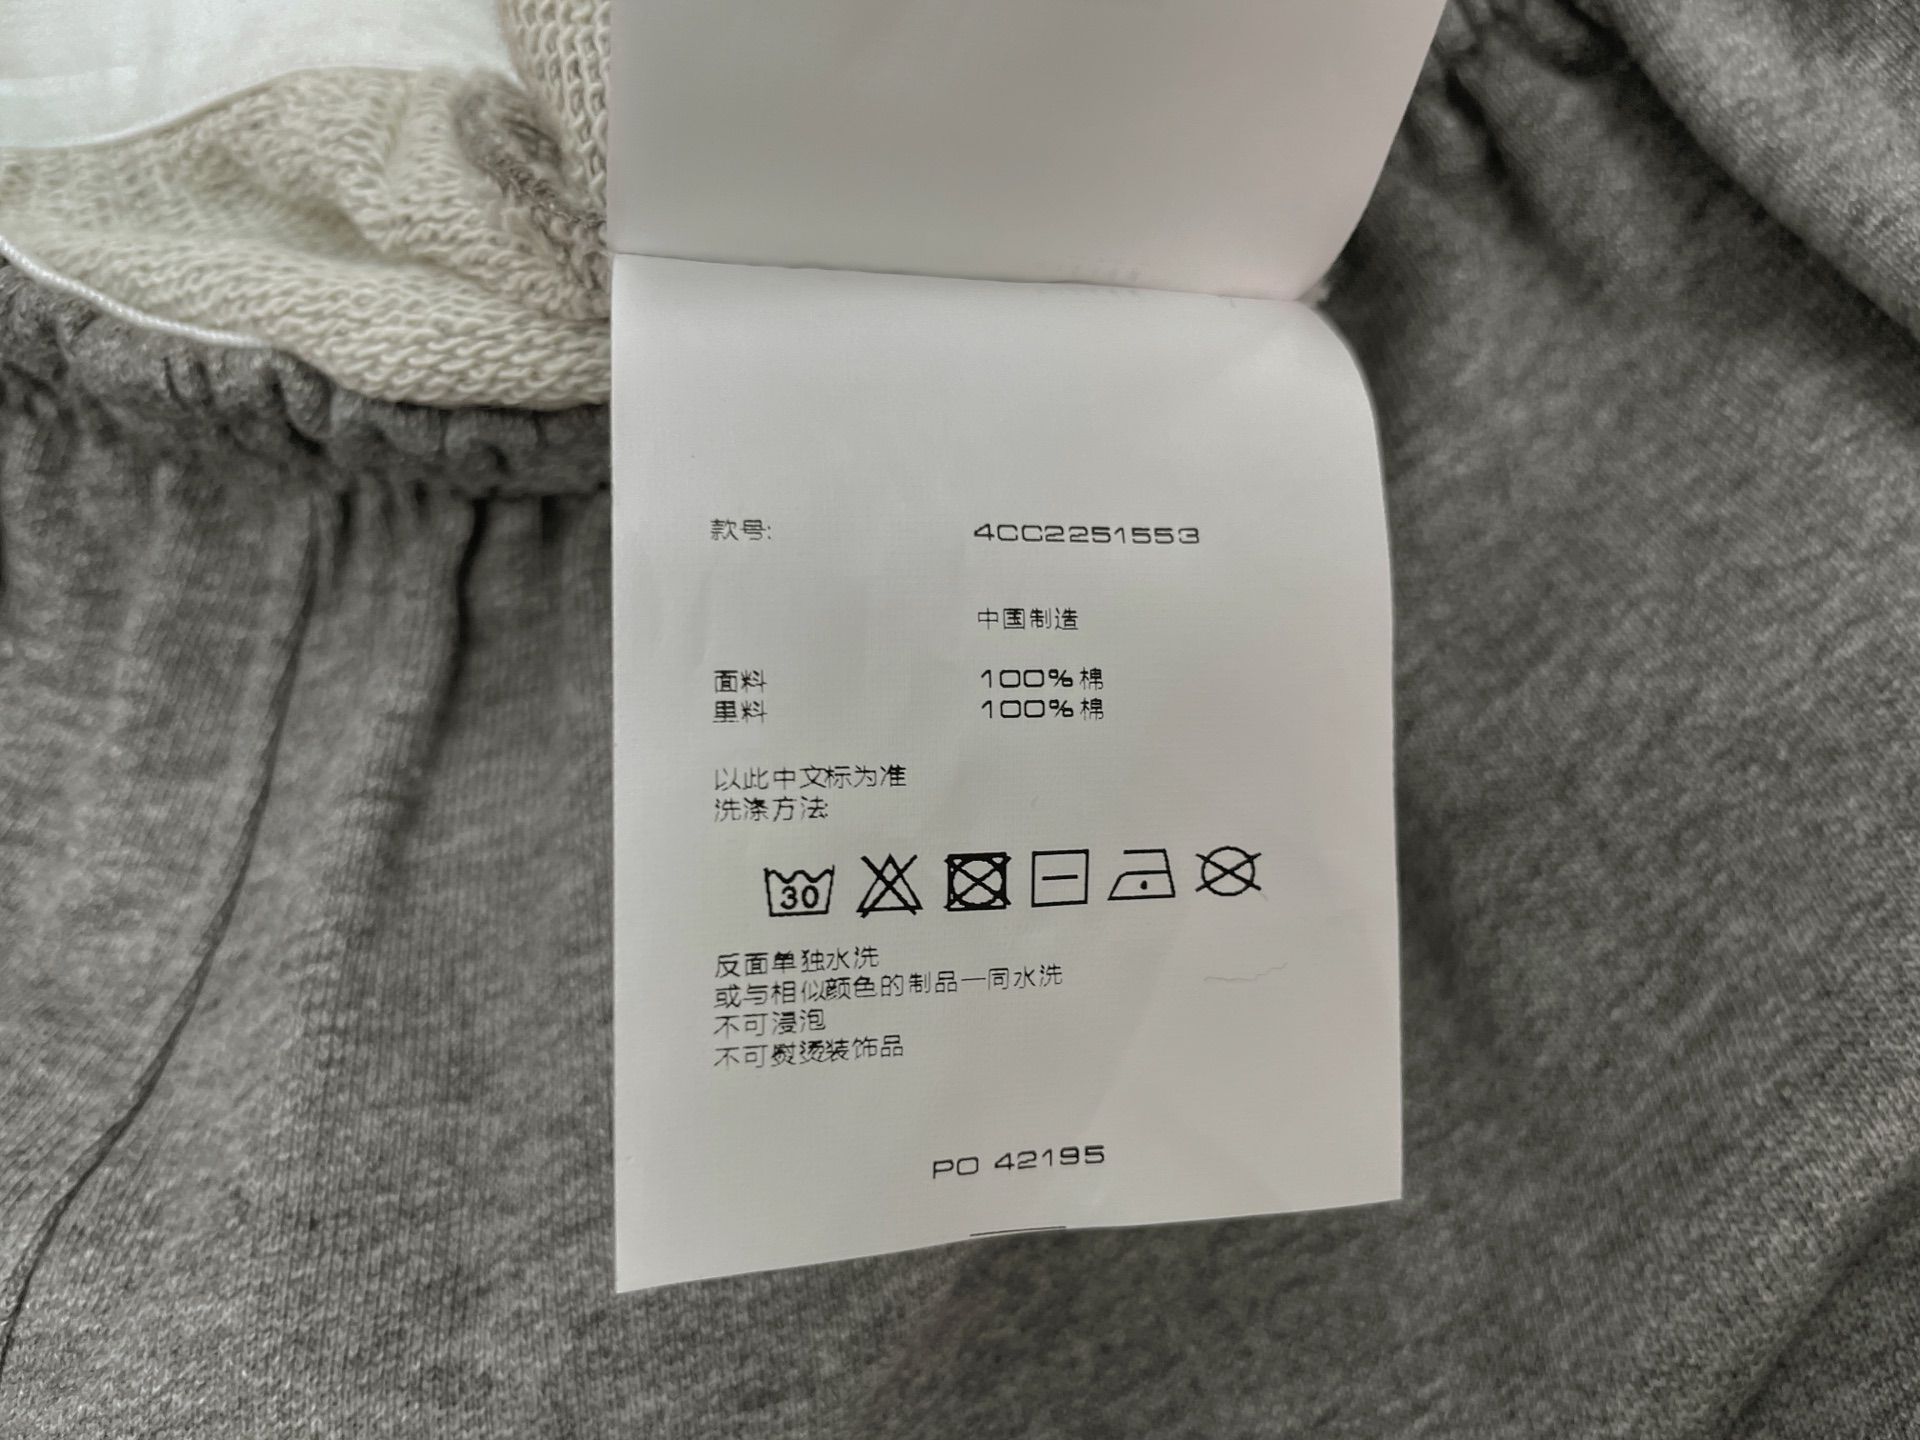 款号: 4CC2251553
中国制造
面料 100% 棉
里料 100% 棉
以此中文标为准
洗涤方法:
30
反面单独水洗
或与相似颜色的制品一同水洗
不可浸泡
不可熨烫装饰品
PO 42195